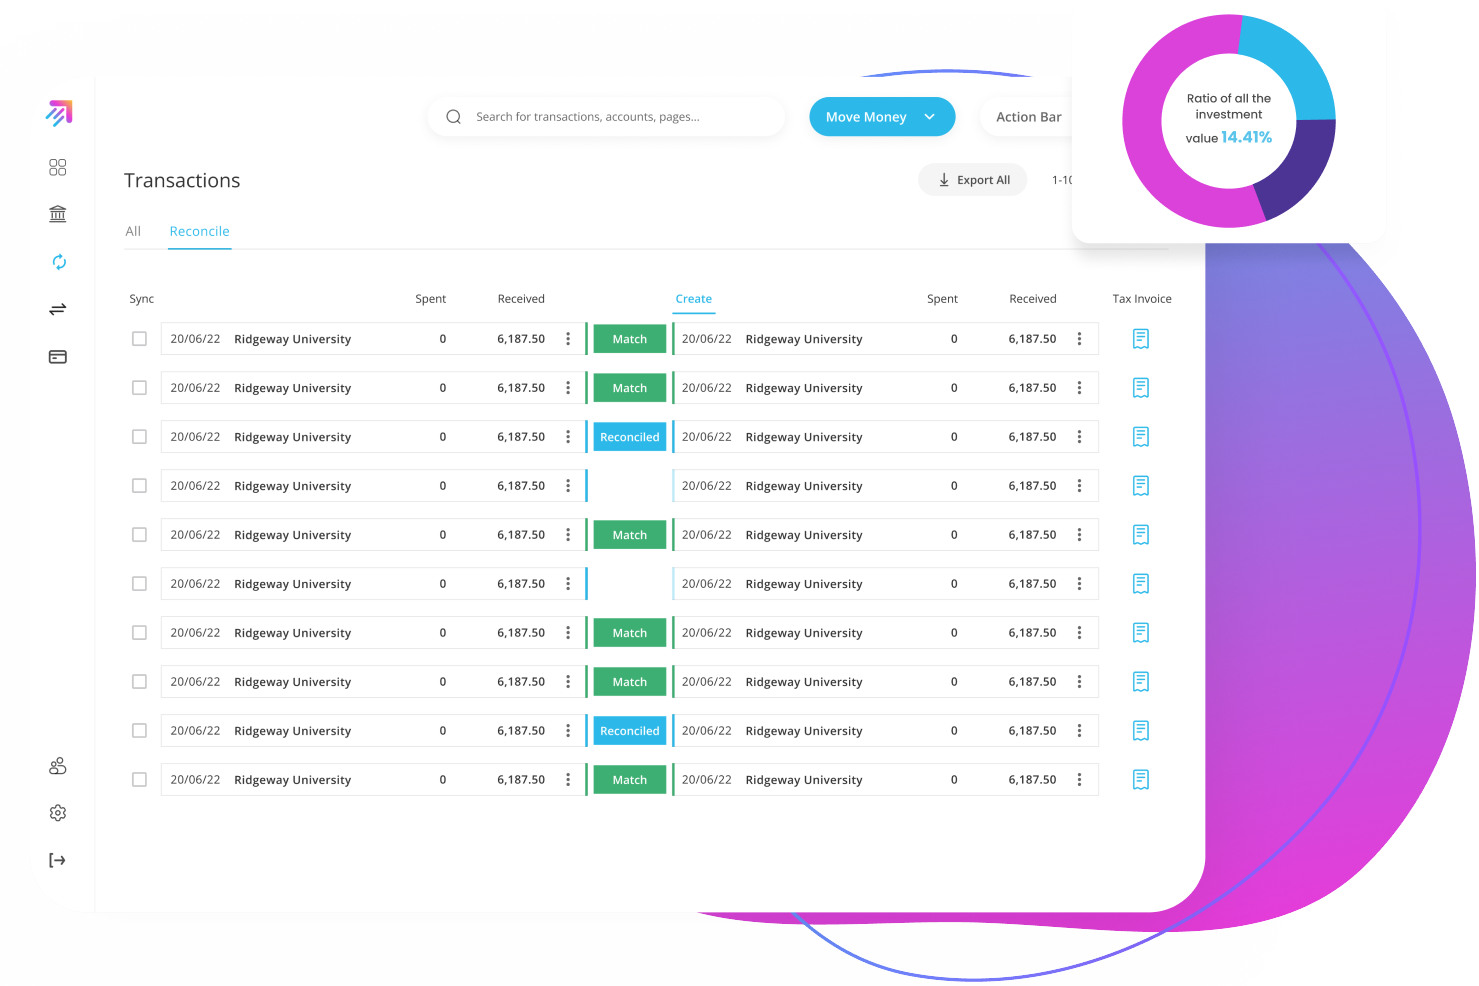 Ratio of all the
investment
value 14.41%
Search for transactions, accounts, pages...
Move Money
Action Bar
Transactions
Export All
1-10
All Reconcile
Sync Spent Received Create Spent Received Tax Invoice
20/06/22 Ridgeway University 0 6,187.50 Match 20/06/22 Ridgeway University 0 6,187.50
20/06/22 Ridgeway University 0 6,187.50 Match 20/06/22 Ridgeway University 0 6,187.50
20/06/22 Ridgeway University 0 6,187.50 Reconciled 20/06/22 Ridgeway University 0 6,187.50
20/06/22 Ridgeway University 0 6,187.50 20/06/22 Ridgeway University 0 6,187.50
20/06/22 Ridgeway University 0 6,187.50 Match 20/06/22 Ridgeway University 0 6,187.50
20/06/22 Ridgeway University 0 6,187.50 20/06/22 Ridgeway University 0 6,187.50
20/06/22 Ridgeway University 0 6,187.50 Match 20/06/22 Ridgeway University 0 6,187.50
20/06/22 Ridgeway University 0 6,187.50 Match 20/06/22 Ridgeway University 0 6,187.50
20/06/22 Ridgeway University 0 6,187.50 Reconciled 20/06/22 Ridgeway University 0 6,187.50
20/06/22 Ridgeway University 0 6,187.50 Match 20/06/22 Ridgeway University 0 6,187.50